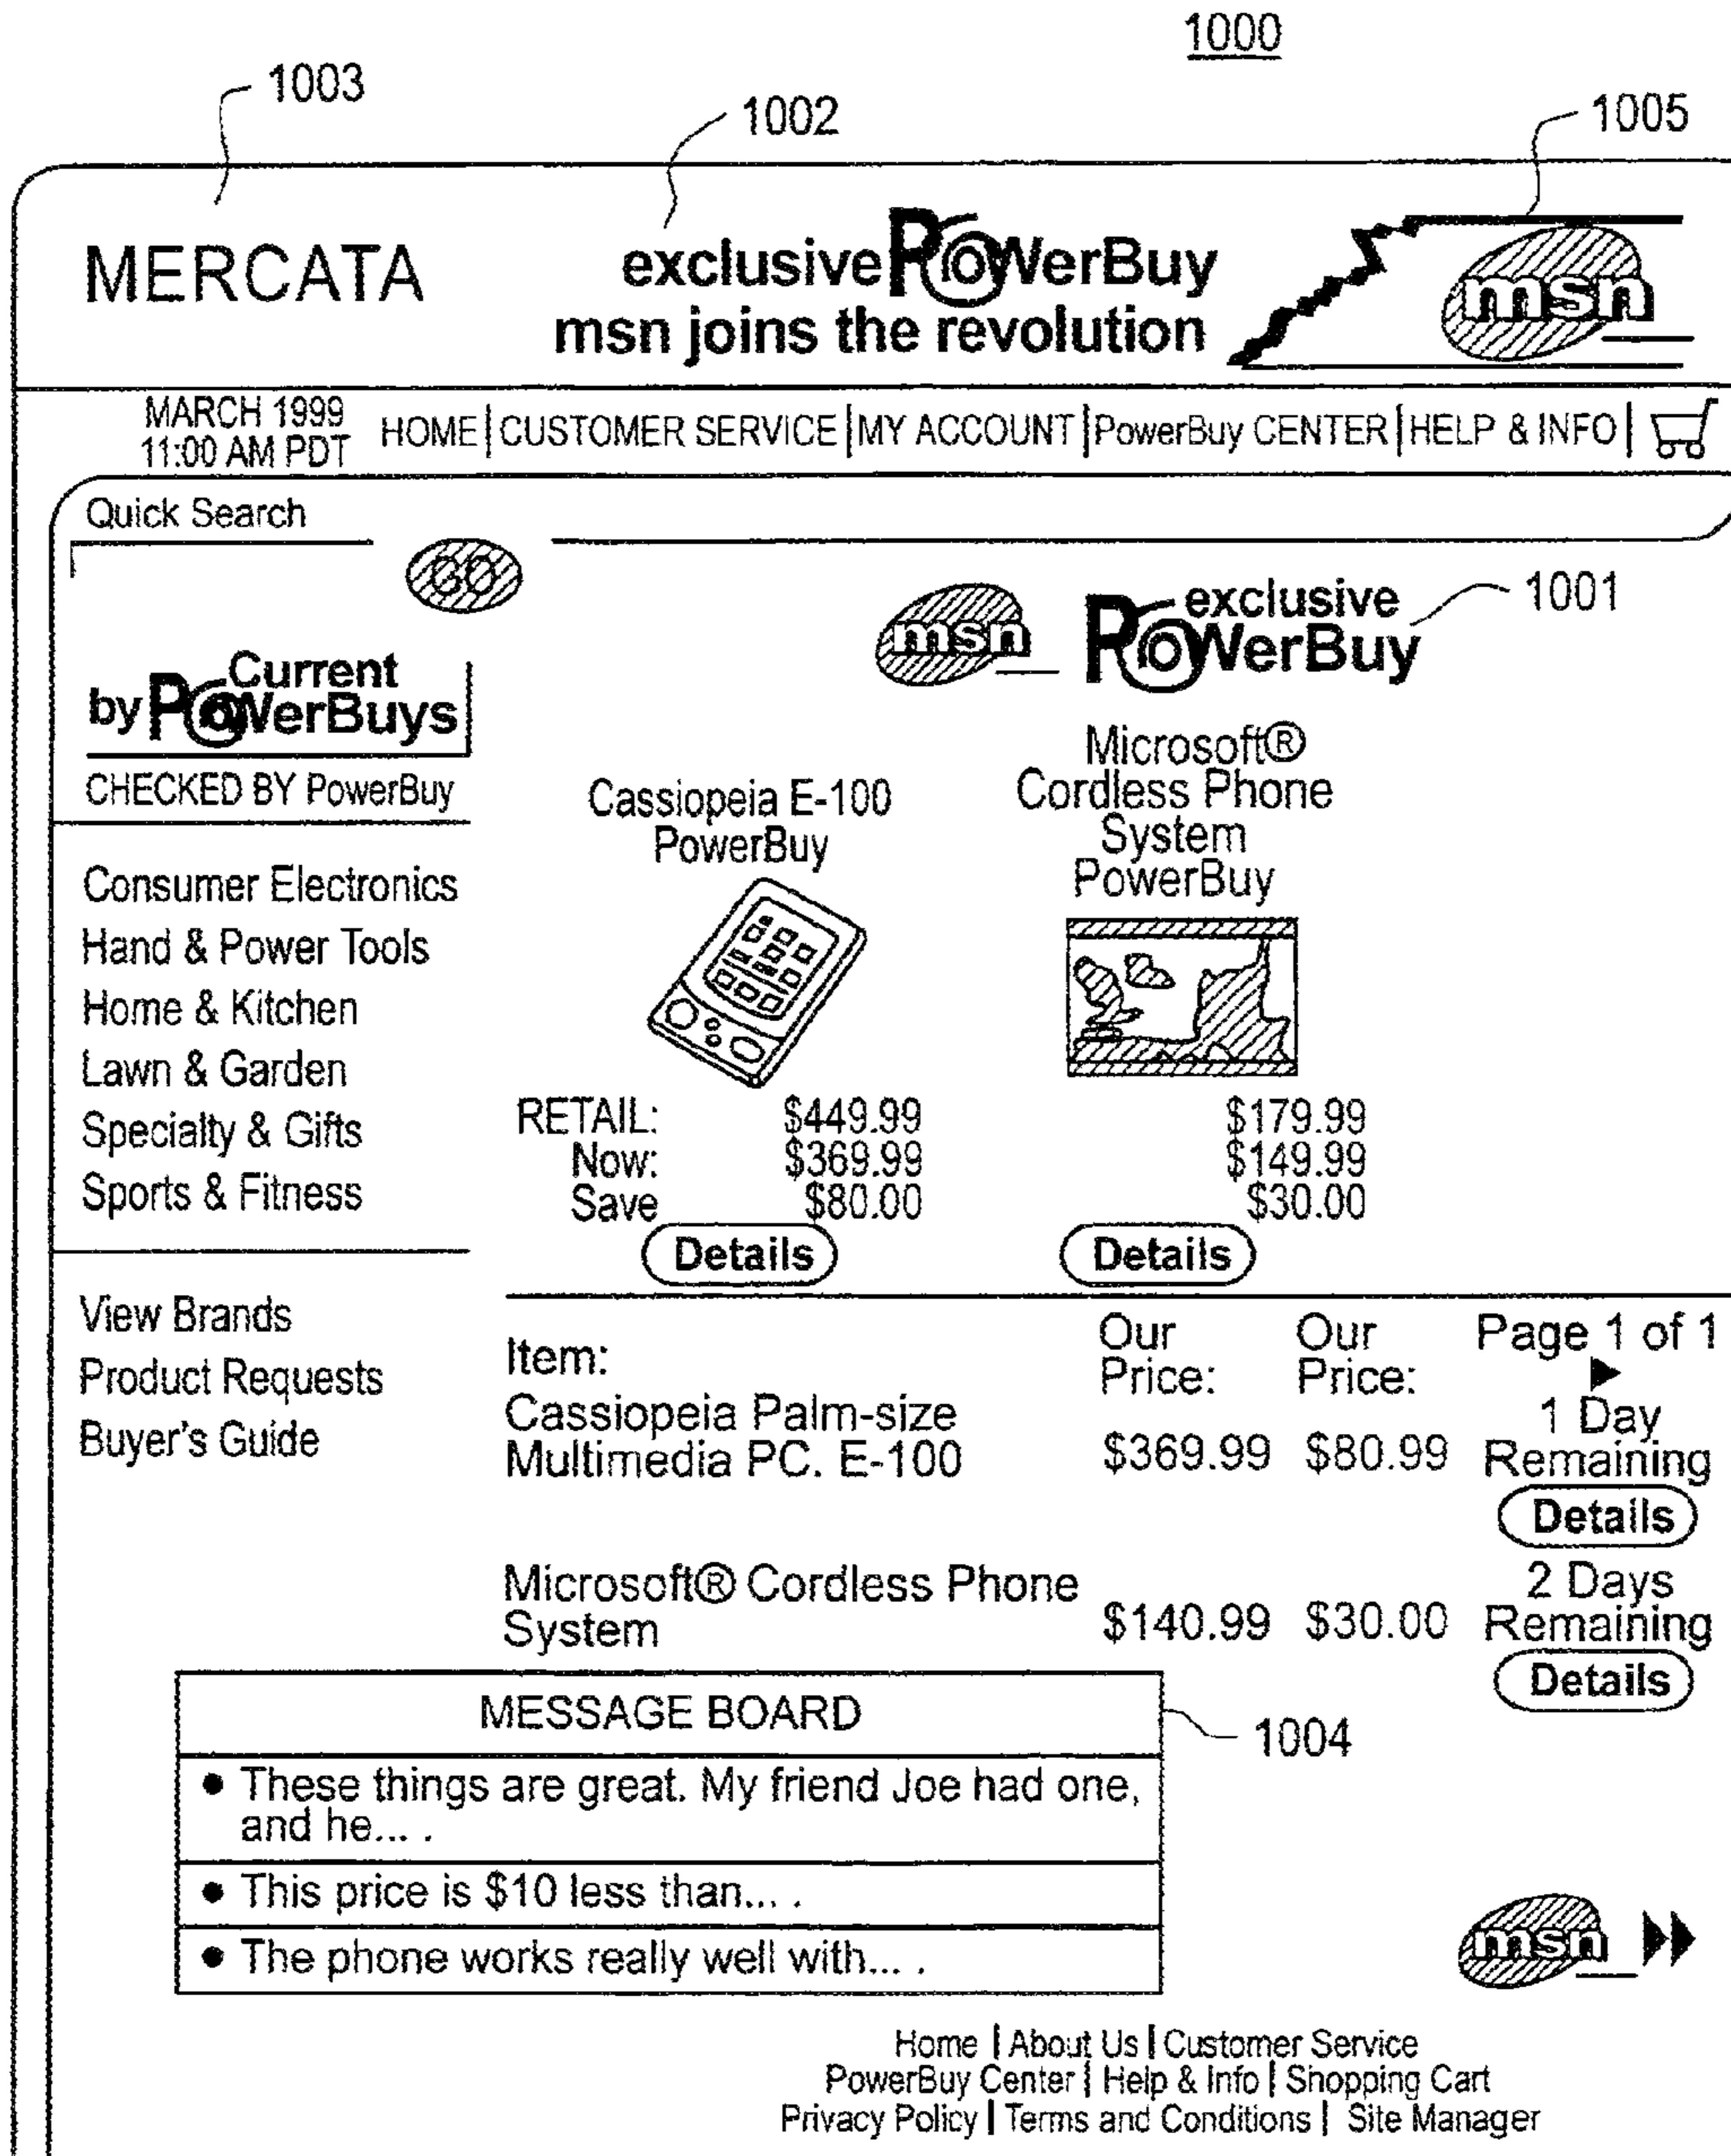 1000
1003
1002
1005
MERCATA
exclusive PowerBuy
msn joins the revolution
msn
MARCH 1999
11:00 AM PDT
HOME | CUSTOMER SERVICE | MY ACCOUNT | PowerBuy CENTER | HELP & INFO |
Quick Search
GO
msn
exclusive
PowerBuy
1001
Current
by PowerBuys
CHECKED BY PowerBuy
Consumer Electronics
Hand & Power Tools
Home & Kitchen
Lawn & Garden
Specialty & Gifts
Sports & Fitness
View Brands
Product Requests
Buyer's Guide
Cassiopeia E-100
PowerBuy
Microsoft®
Cordless Phone
System
PowerBuy
RETAIL: $449.99 $179.99
Now: $369.99 $149.99
Save $80.00 $30.00
Details Details
Item: Our Price: Our Price: Page 1 of 1
Cassiopeia Palm-size
Multimedia PC. E-100 $369.99 $80.99
1 Day
Remaining
Details
Microsoft® Cordless Phone
System $140.99 $30.00
2 Days
Remaining
Details
MESSAGE BOARD
1004
• These things are great. My friend Joe had one,
and he... .
• This price is $10 less than... .
• The phone works really well with... .
msn
Home | About Us | Customer Service
PowerBuy Center | Help & Info | Shopping Cart
Privacy Policy | Terms and Conditions | Site Manager